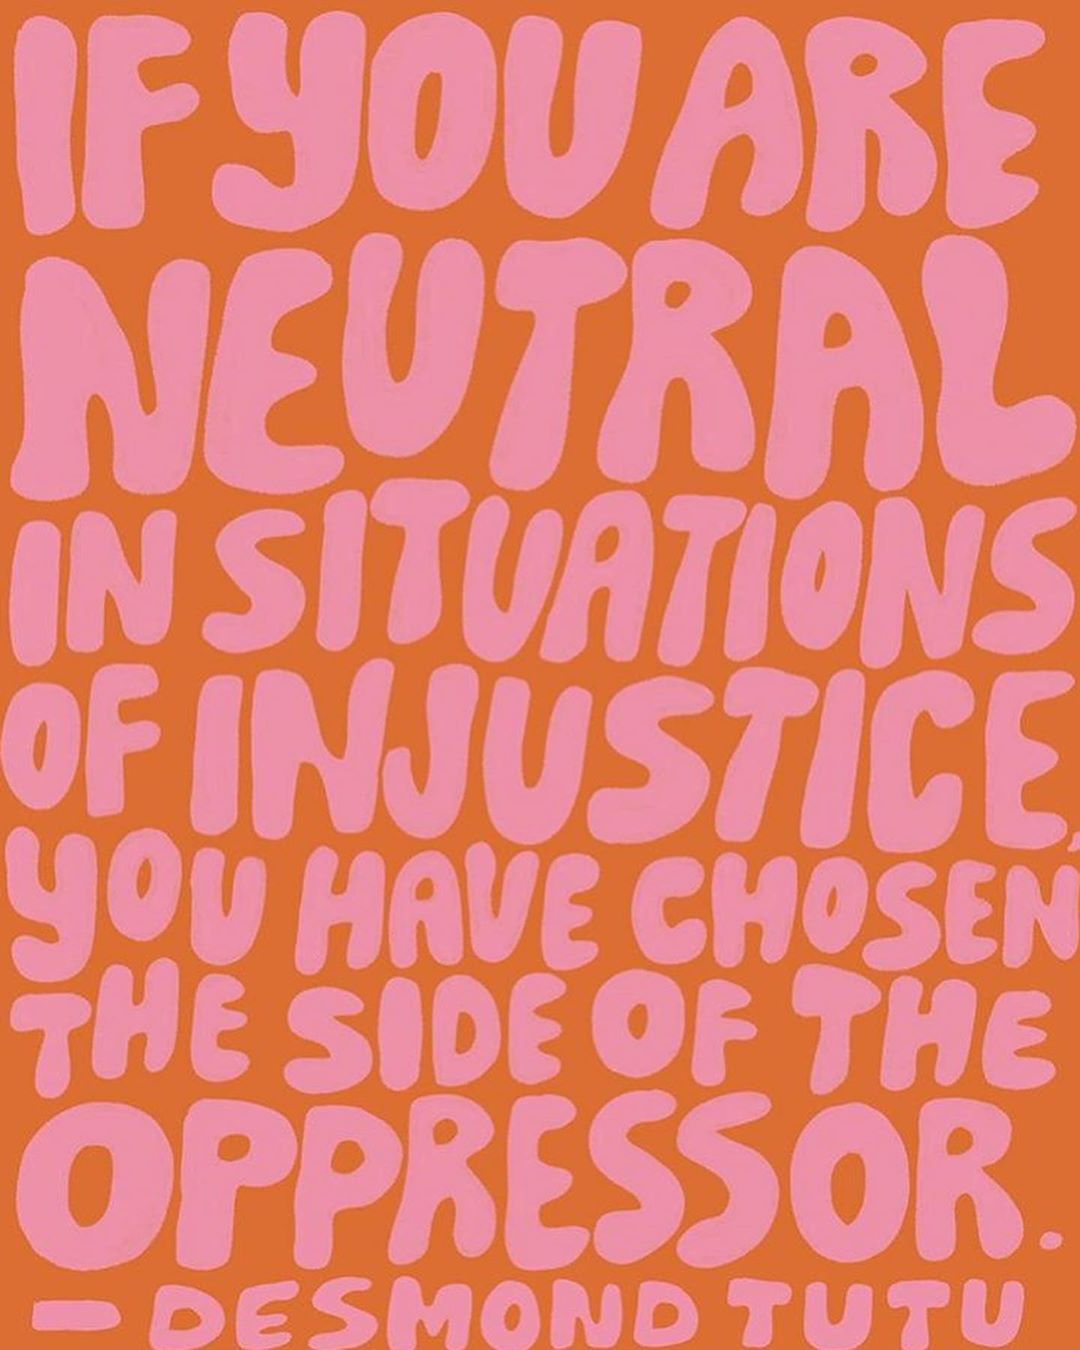 IF YOU ARE
NEUTRAL
IN SITUATIONS
OF INJUSTICE,
YOU HAVE CHOSEN
THE SIDE OF THE
OPPRESSOR.
— DESMOND TUTU